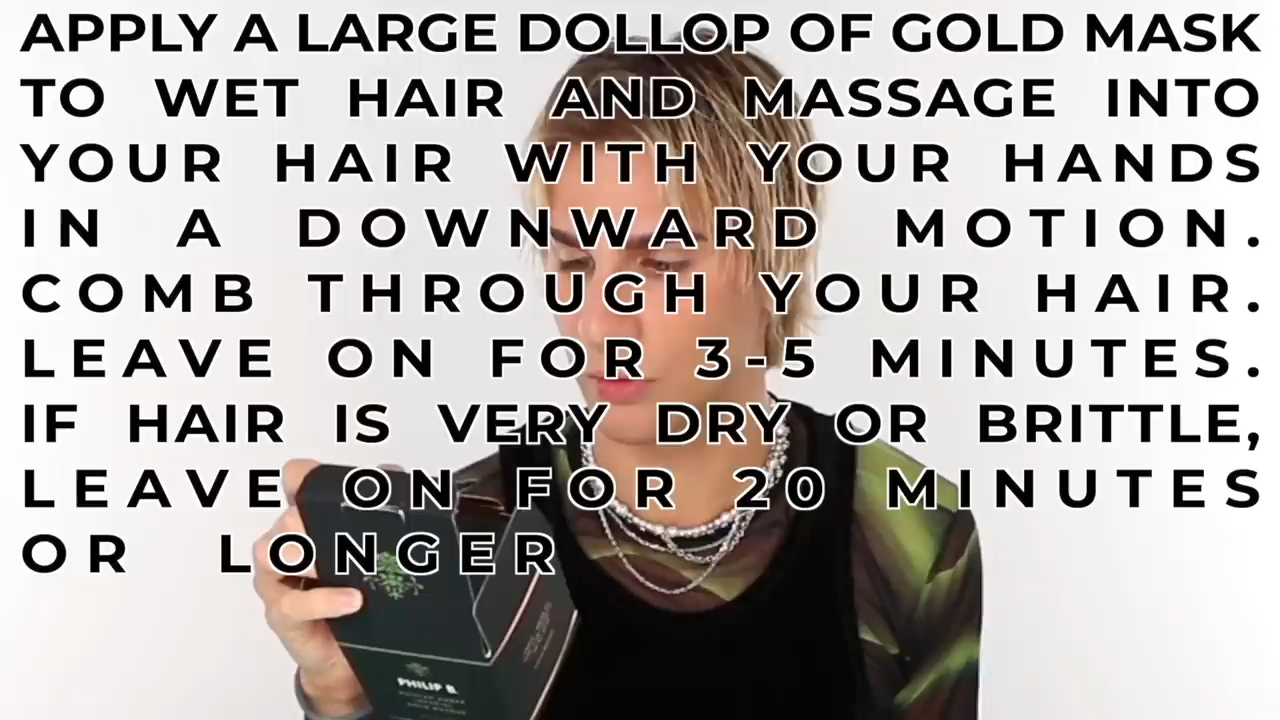 APPLY A LARGE DOLLOP OF GOLD MASK
TO WET HAIR AND MASSAGE INTO
YOUR HAIR WITH YOUR HANDS
IN A DOWNWARD MOTION.
COMB THROUGH YOUR HAIR.
LEAVE ON FOR 3-5 MINUTES.
IF HAIR IS VERY DRY OR BRITTLE,
LEAVE ON FOR 20 MINUTES
OR LONGER
PHILIP B.